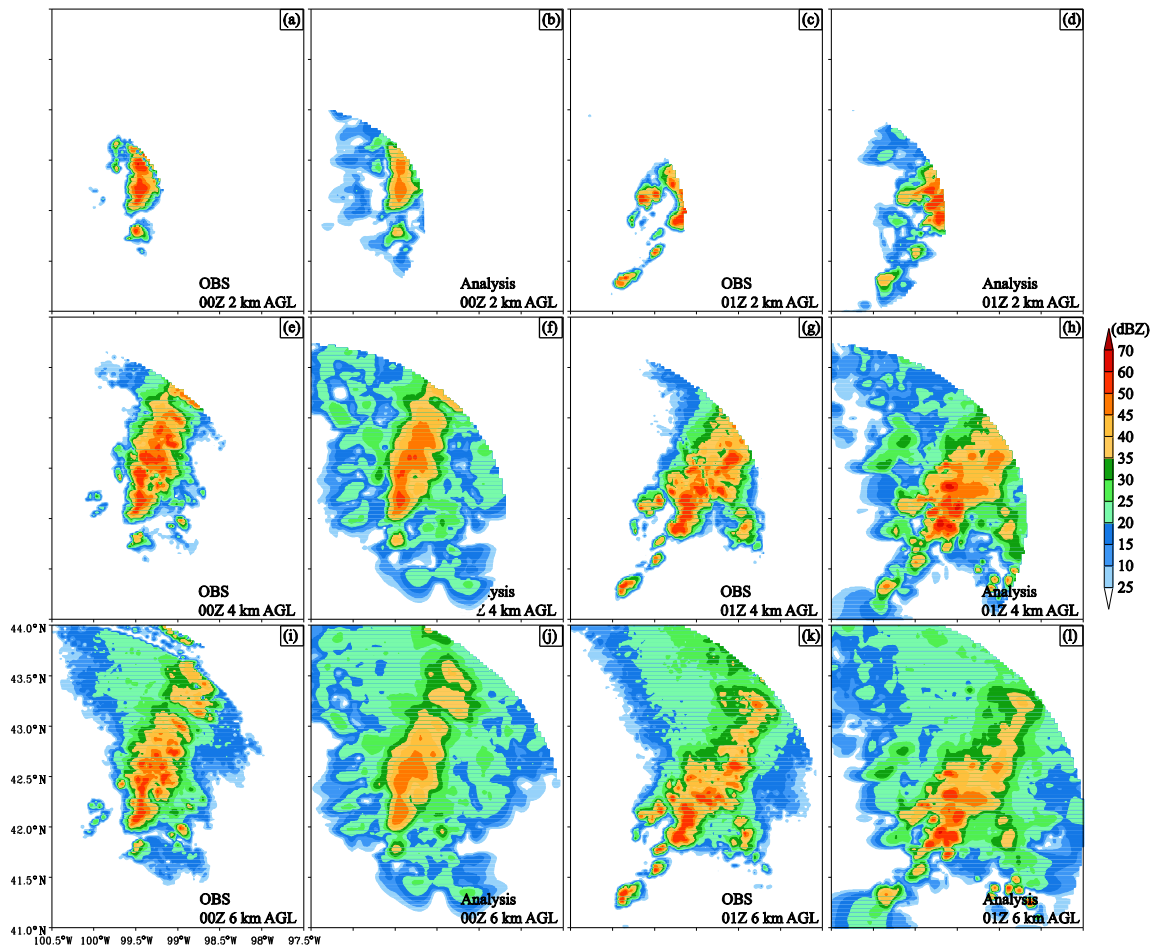 (a)
(b)
(c)
(d)
OBS
00Z 2 km AGL
Analysis
00Z 2 km AGL
OBS
01Z 2 km AGL
Analysis
01Z 2 km AGL
(e)
(f)
(g)
(h)
OBS
00Z 4 km AGL
ysis
Z 4 km AGL
OBS
01Z 4 km AGL
Analysis
01Z 4 km AGL
(dBZ)
70
60
50
45
40
35
30
25
20
15
10
25
(i)
(j)
(k)
(l)
44.0°N
43.5°N
43.0°N
42.5°N
42.0°N
41.5°N
41.0°N
OBS
00Z 6 km AGL
Analysis
00Z 6 km AGL
OBS
01Z 6 km AGL
Analysis
01Z 6 km AGL
100.5°W 100°W 99.5°W 99°W 98.5°W 98°W 97.5°W